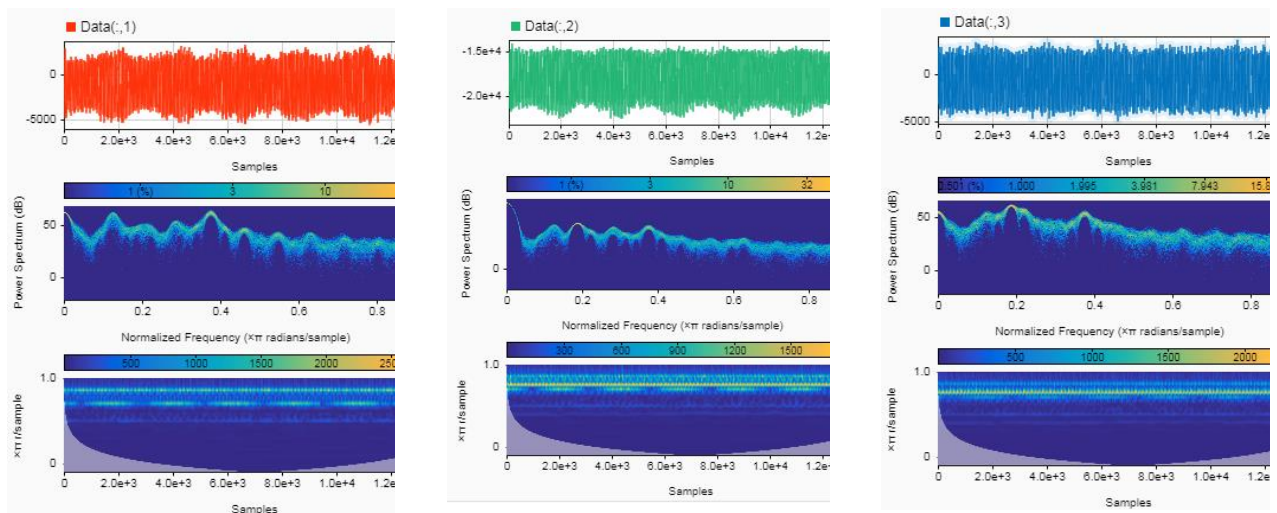 Data(:,1)
0
-5000
0 2.0e+3 4.0e+3 6.0e+3 8.0e+3 1.0e+4 1.2e
Samples
1 (%) 3 10
Power Spectrum (dB)
50
0
0 0.2 0.4 0.6 0.8
Normalized Frequency (×π radians/sample)
500 1000 1500 2000 250
×π r/sample
1.0
0
0 2.0e+3 4.0e+3 6.0e+3 8.0e+3 1.0e+4 1.2e
Samples
Data(:,2)
-1.5e+4
-2.0e+4
0 2.0e+3 4.0e+3 6.0e+3 8.0e+3 1.0e+4 1.2e
Samples
1 (%) 3 10 32
Power Spectrum (dB)
0
0 0.2 0.4 0.6 0.8
Normalized Frequency (×π radians/sample)
300 600 900 1200 1500
×π r/sample
1.0
0
0 2.0e+3 4.0e+3 6.0e+3 8.0e+3 1.0e+4 1.2e
Samples
Data(:,3)
0
-5000
0 2.0e+3 4.0e+3 6.0e+3 8.0e+3 1.0e+4 1.2
Samples
0.501 (%) 1.000 1.995 3.981 7.943 15.8
Power Spectrum (dB)
50
0
0 0.2 0.4 0.6 0.8
Normalized Frequency (×π radians/sample)
500 1000 1500 2000
×π r/sample
1.0
0
0 2.0e+3 4.0e+3 6.0e+3 8.0e+3 1.0e+4 1.2e
Samples